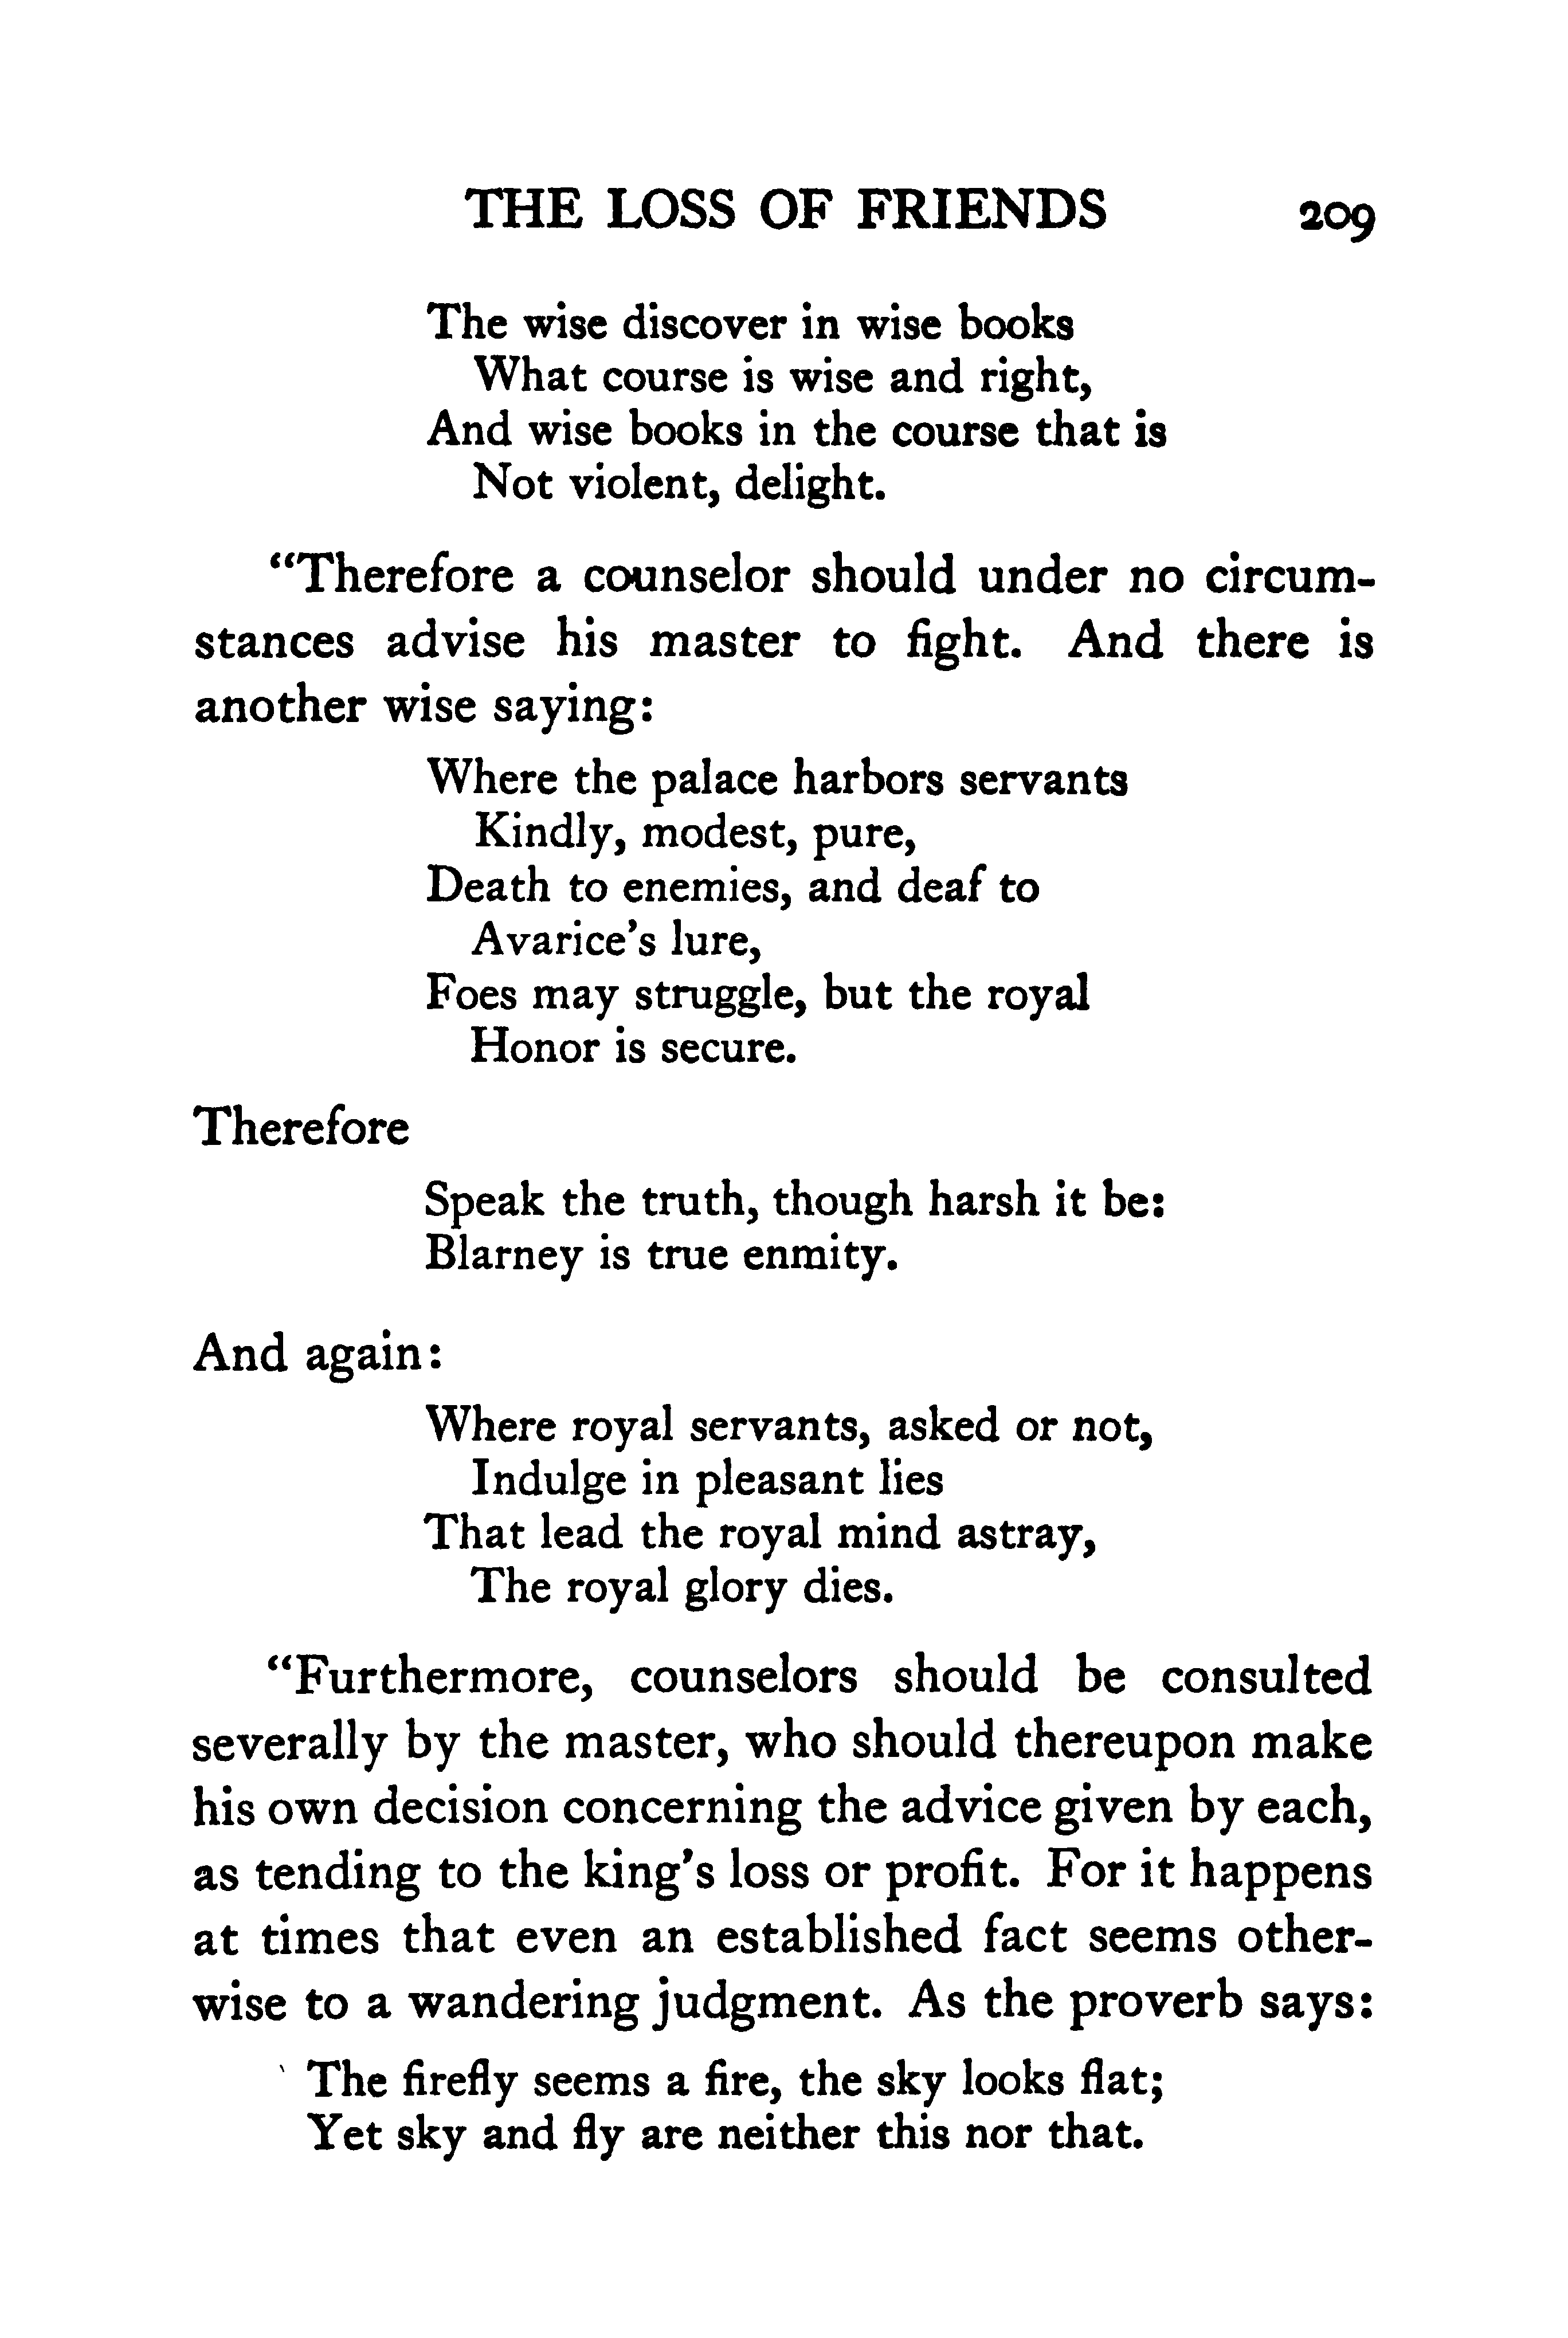 THE LOSS OF FRIENDS 209
The wise discover in wise books
What course is wise and right,
And wise books in the course that is
Not violent, delight.
“Therefore a counselor should under no circum-
stances advise his master to fight. And there is
another wise saying:
Where the palace harbors servants
Kindly, modest, pure,
Death to enemies, and deaf to
Avarice’s lure,
Foes may struggle, but the royal
Honor is secure.
Therefore
Speak the truth, though harsh it be:
Blarney is true enmity.
And again:
Where royal servants, asked or not,
Indulge in pleasant lies
That lead the royal mind astray,
The royal glory dies.
“Furthermore, counselors should be consulted
severally by the master, who should thereupon make
his own decision concerning the advice given by each,
as tending to the king’s loss or profit. For it happens
at times that even an established fact seems other-
wise to a wandering judgment. As the proverb says:
The firefly seems a fire, the sky looks flat;
Yet sky and fly are neither this nor that.